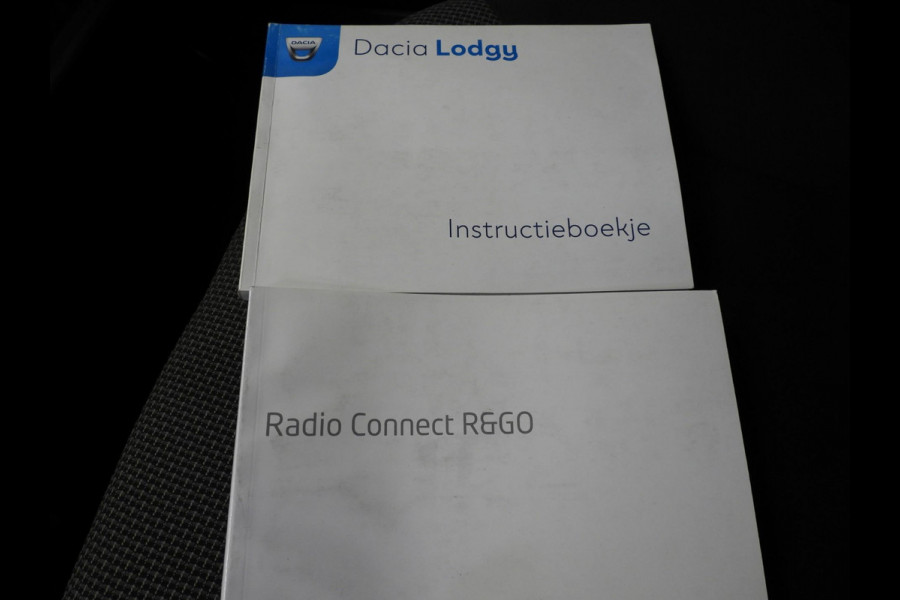 DACIA
Dacia Lodgy
Instructieboekje
Radio Connect R&GO